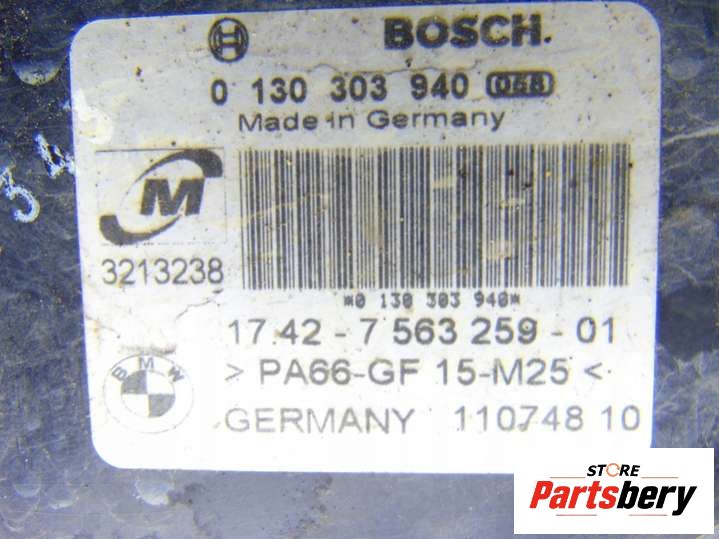 BOSCH
0 130 303 940
Made in Germany
M
3213238
*0 130 303 940*
17.42 - 7 563 259 - 01
> PA66-GF 15-M25 <
BMW
GERMANY 110748 10
STORE
Partsbery